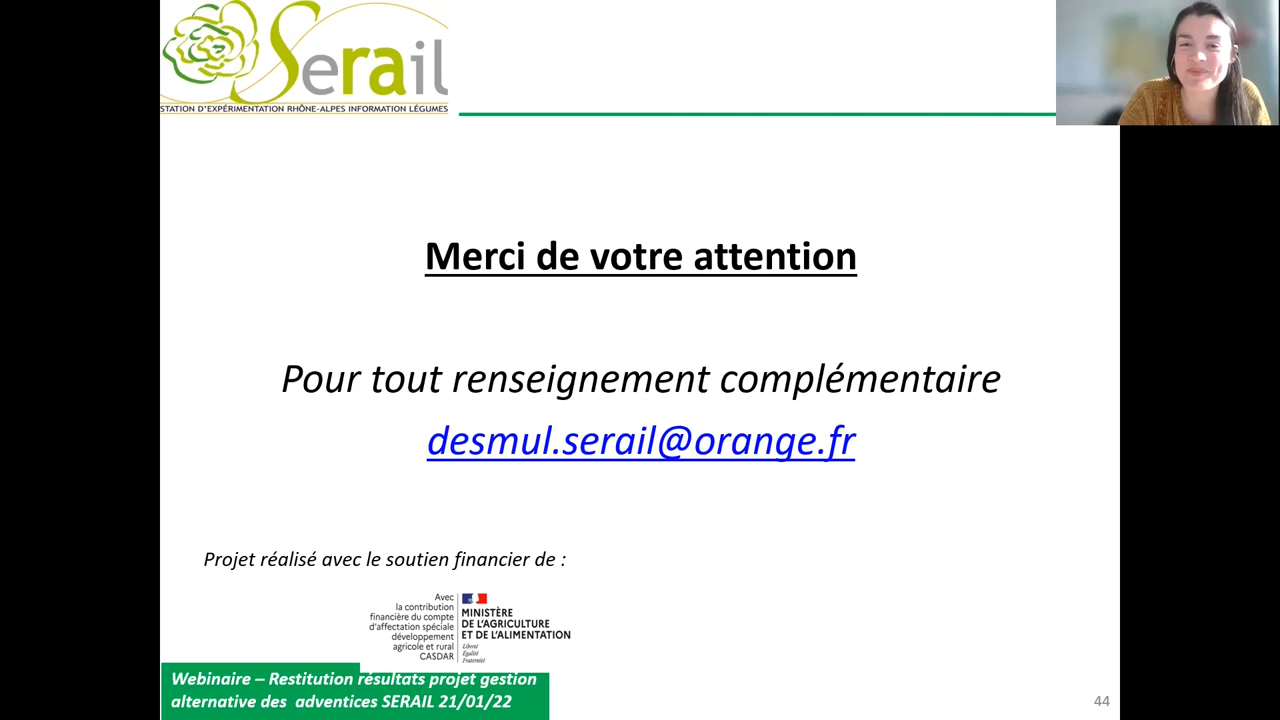 Serail
STATION D'EXPÉRIMENTATION RHÔNE-ALPES INFORMATION LÉGUMES
Merci de votre attention
Pour tout renseignement complémentaire
desmul.serail@orange.fr
Projet réalisé avec le soutien financier de :
Avec
la contribution
financière du compte
d'affectation spéciale
développement
agricole et rural
CASDAR
MINISTÈRE
DE L'AGRICULTURE
ET DE L'ALIMENTATION
Liberté
Égalité
Fraternité
Webinaire – Restitution résultats projet gestion
alternative des adventices SERAIL 21/01/22
44